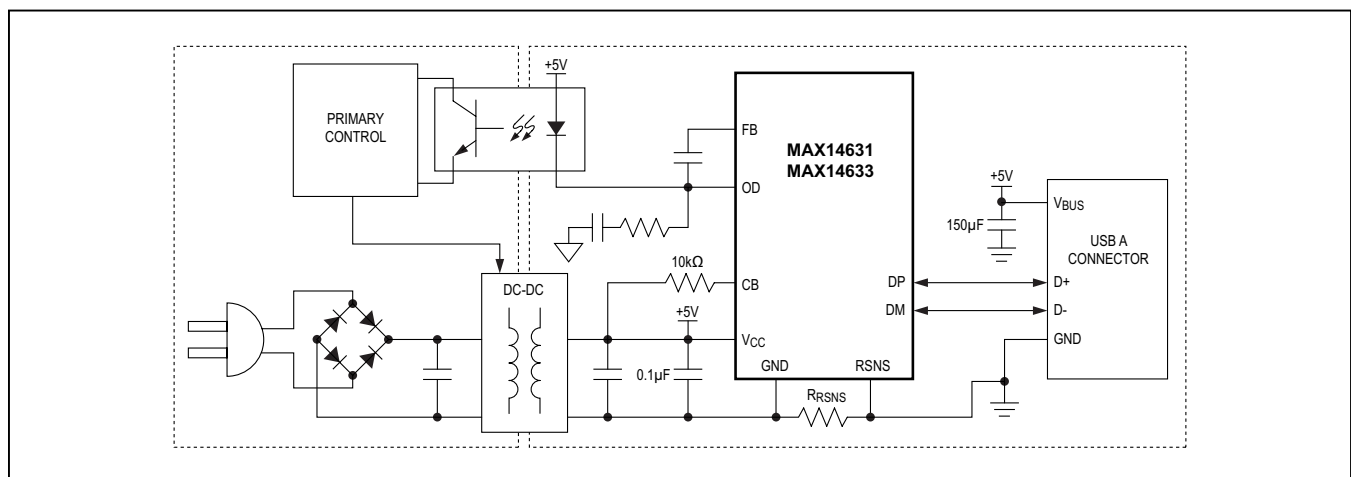 PRIMARY
CONTROL
+5V
FB
MAX14631
MAX14633
OD
+5V
VBUS
150µF
USB A
CONNECTOR
10kΩ
CB
DP
D+
DC-DC
DM
D-
+5V
VCC
GND
GND
RSNS
0.1µF
RRSNS